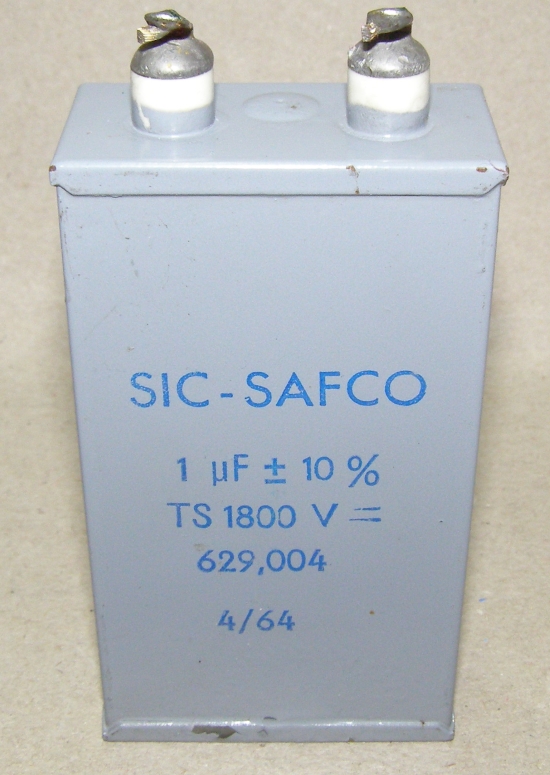 SIC-SAFCO
1 µF ± 10 %
TS 1800 V =
629,004
4/64